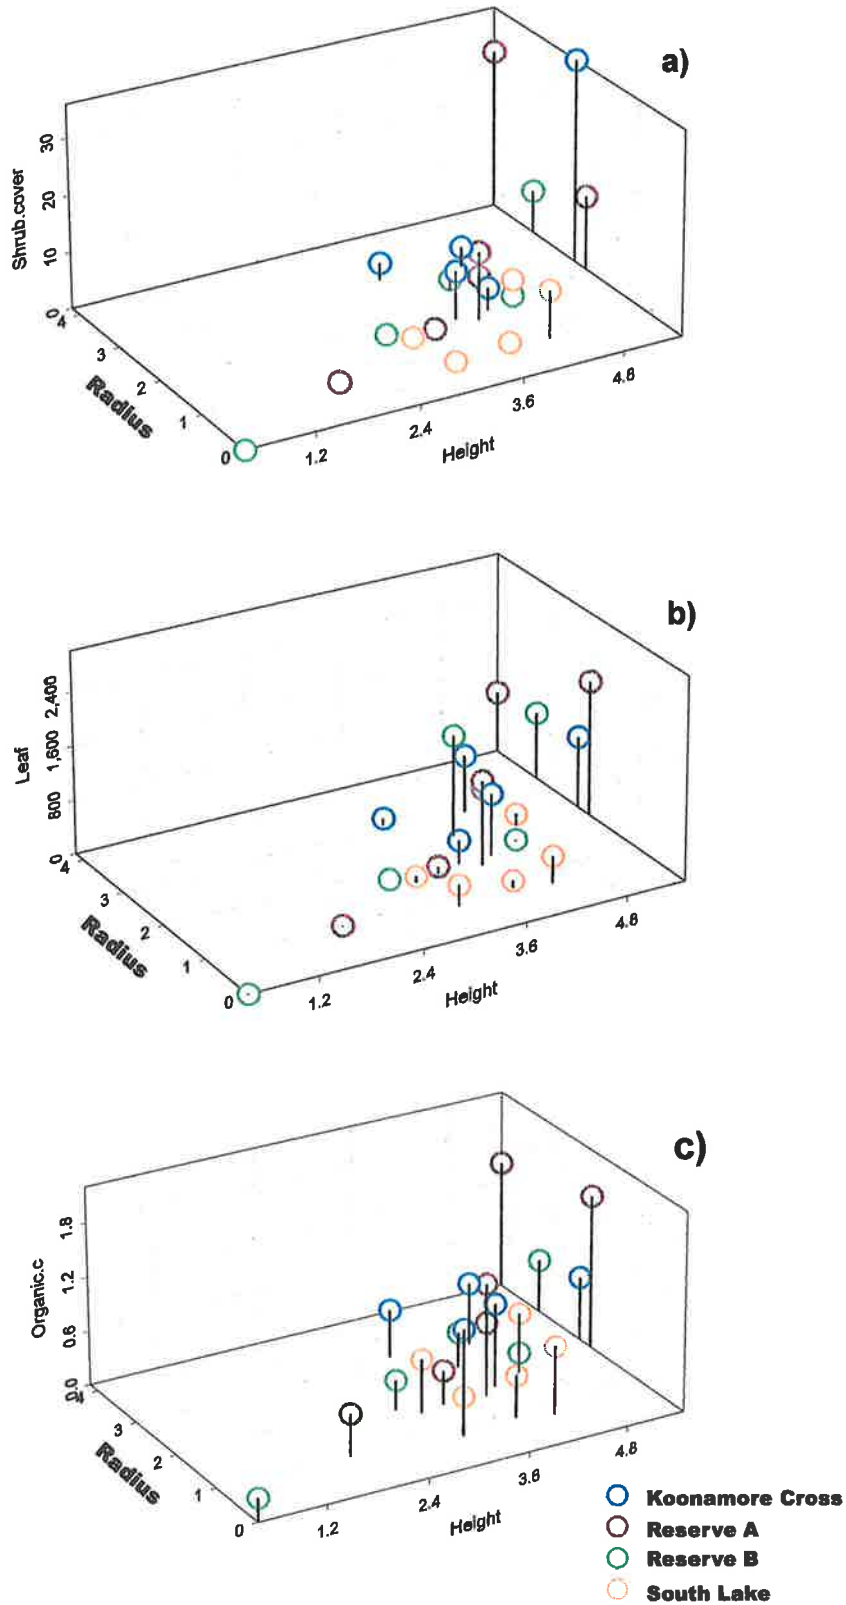 a)
30
20
10
0
Shrub.cover
4
3
2
1
0
Radius
1.2
2.4
3.6
4.8
Height
b)
2,400
1,600
800
0
Leaf
4
3
2
1
0
Radius
1.2
2.4
3.6
4.8
Height
c)
1.8
1.2
0.6
0.0
Organic.c
4
3
2
1
0
Radius
1.2
2.4
3.6
4.8
Height
Koonamore Cross
Reserve A
Reserve B
South Lake